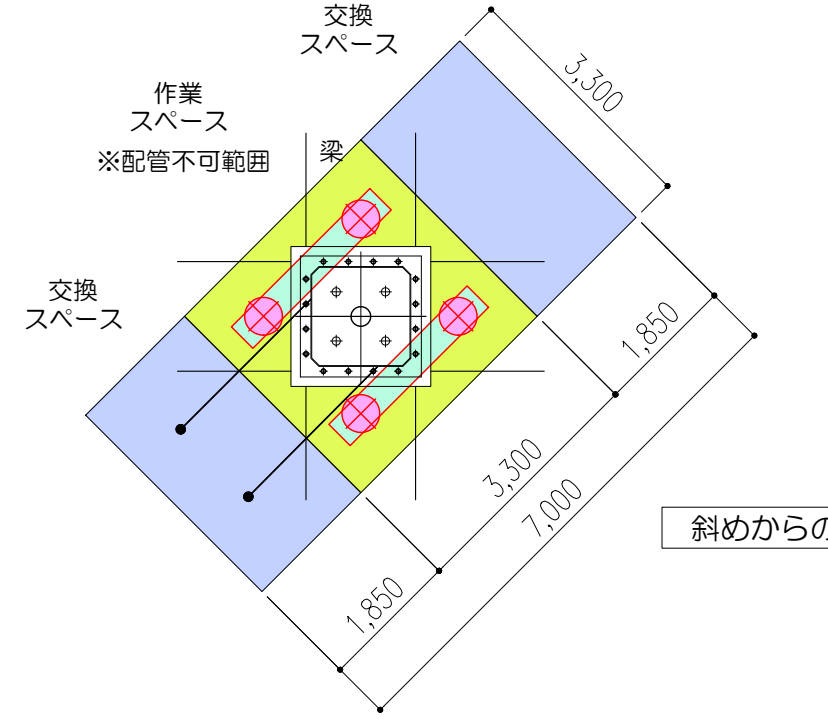 交換
スペース
作業
スペース
※配管不可範囲
梁
交換
スペース
3,300
1,850
3,300
7,000
1,850
斜めからの